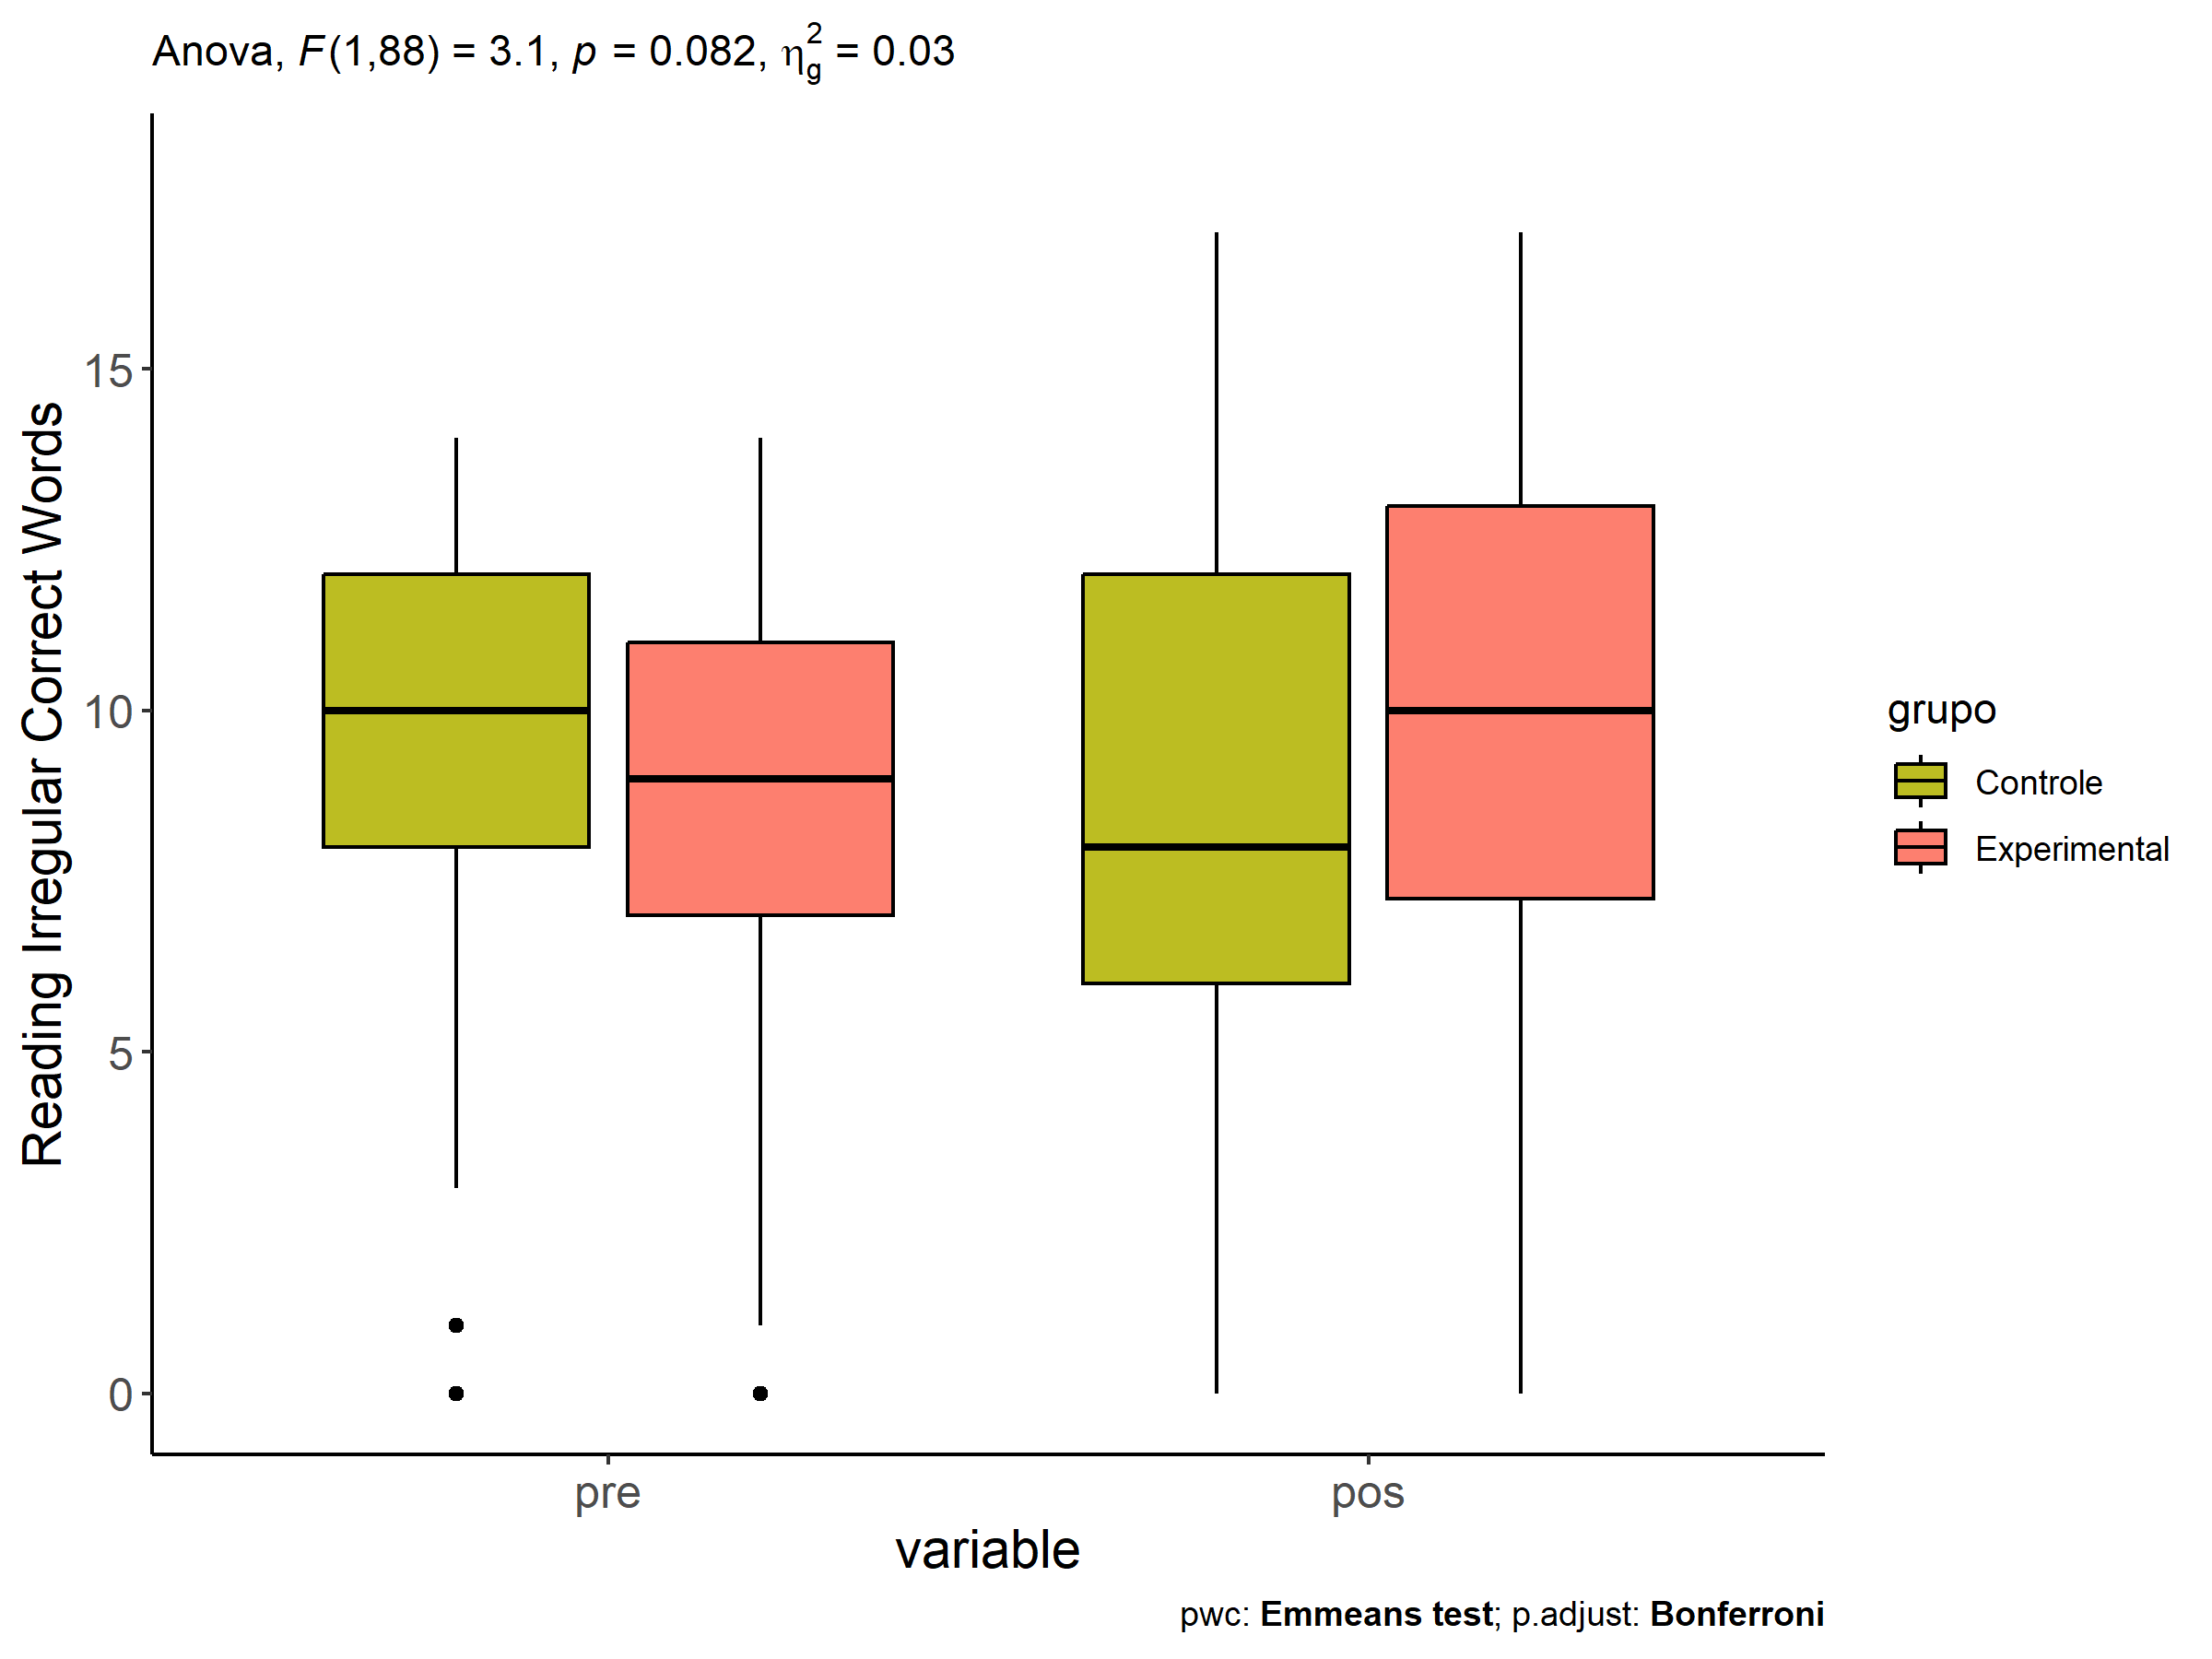 Anova, F(1,88) = 3.1, p = 0.082, η²g = 0.03
Reading Irregular Correct Words
15
10
5
0
pre
pos
variable
grupo
Controle
Experimental
pwc: Emmeans test; p.adjust: Bonferroni